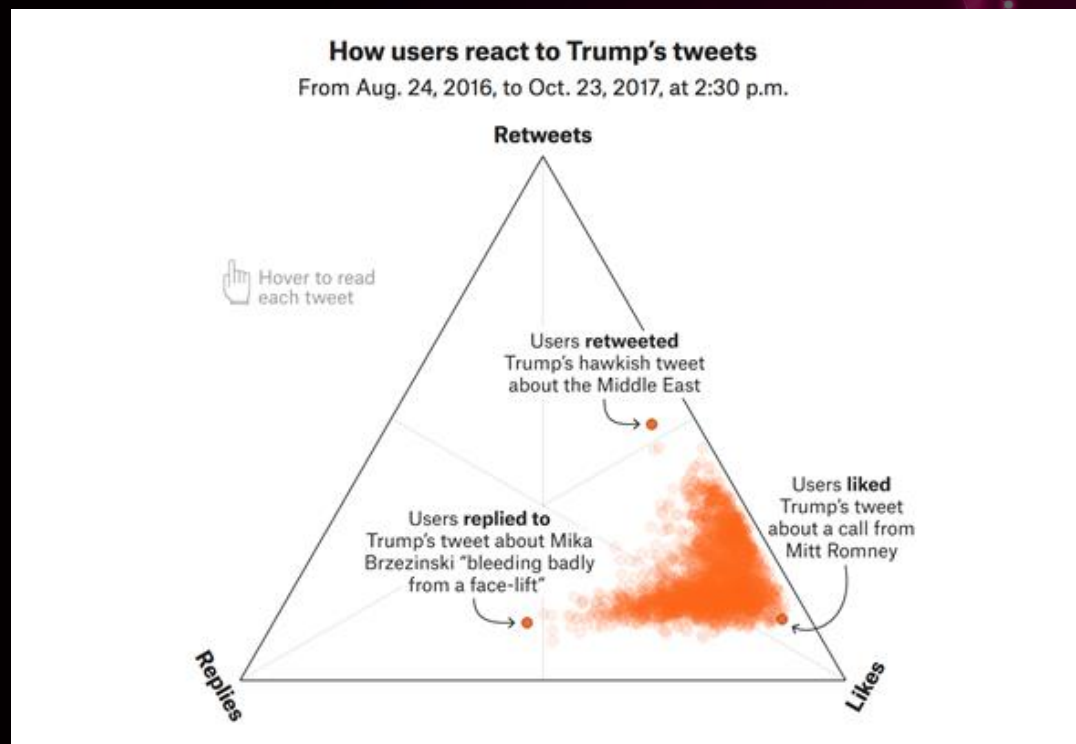 How users react to Trump's tweets
From Aug. 24, 2016, to Oct. 23, 2017, at 2:30 p.m.
Retweets
Hover to read
each tweet
Users retweeted
Trump's hawkish tweet
about the Middle East
Users liked
Trump's tweet
about a call from
Mitt Romney
Users replied to
Trump's tweet about Mika
Brzezinski "bleeding badly
from a face-lift"
Replies
Likes